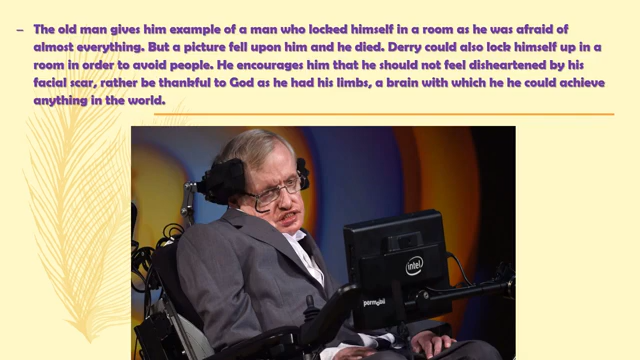 – The old man gives him example of a man who locked himself in a room as he was afraid of
almost everything. But a picture fell upon him and he died. Derry could also lock himself up in a
room in order to avoid people. He encourages him that he should not feel disheartened by his
facial scar, rather be thankful to God as he had his limbs, a brain with which he he could achieve
anything in the world.
intel
permobil